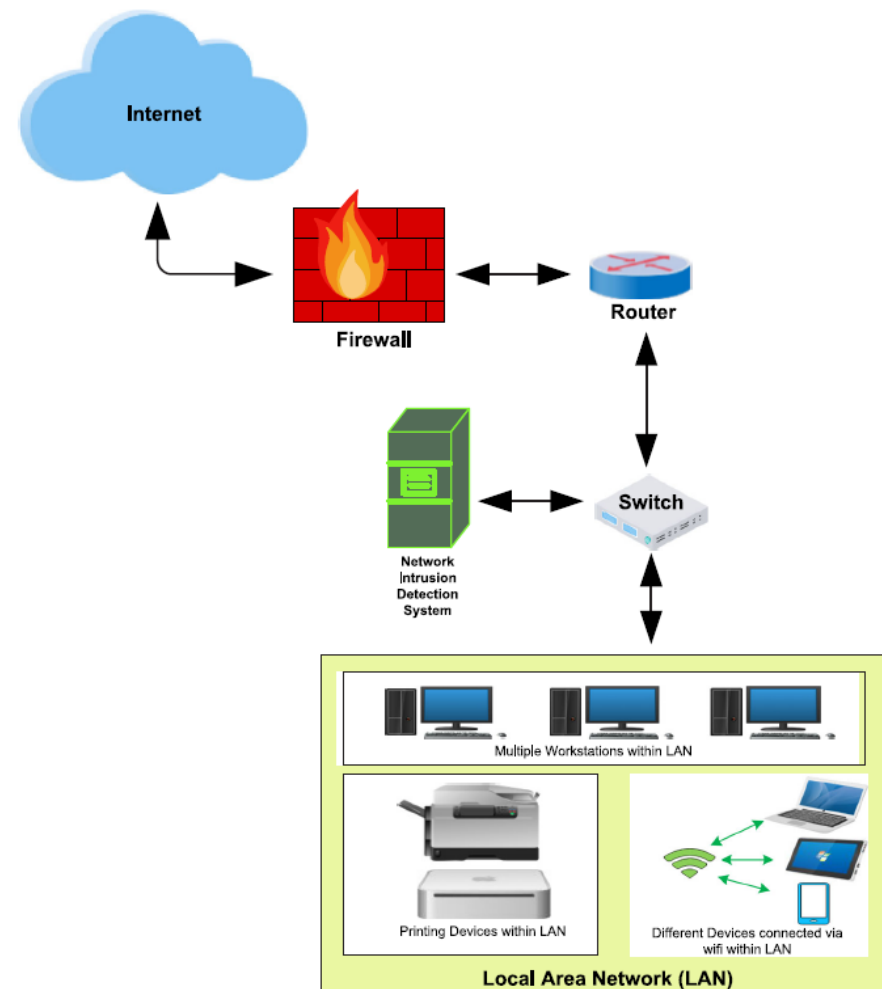 Internet
Firewall
Router
Switch
Network
Intrusion
Detection
System
Multiple Workstations within LAN
Printing Devices within LAN
Different Devices connected via
wifi within LAN
Local Area Network (LAN)